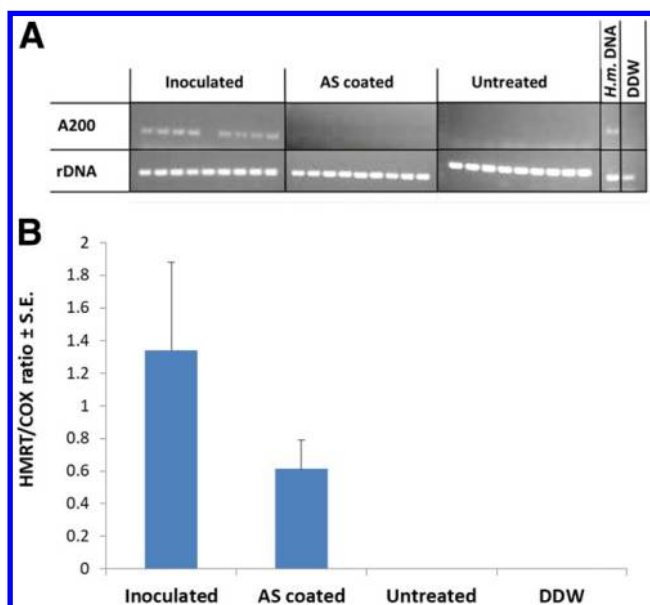 A
Inoculated
AS coated
Untreated
H.m. DNA
DDW
A200
rDNA
B
HMRT/COX ratio ± S.E.
2
1.8
1.6
1.4
1.2
1
0.8
0.6
0.4
0.2
0
Inoculated AS coated Untreated DDW